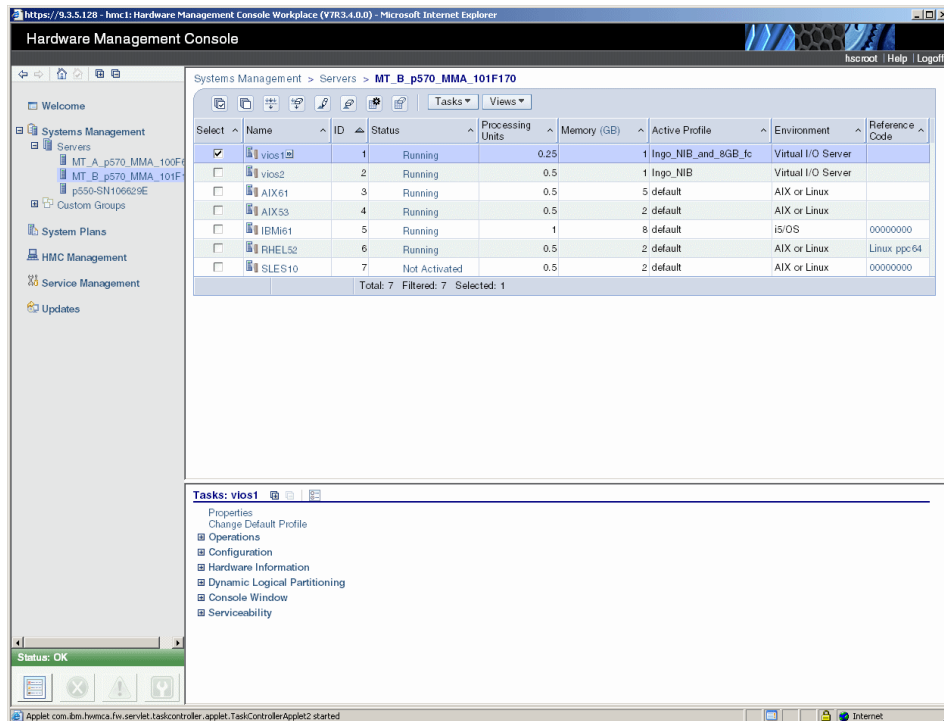 https://9.3.5.128 - hmc1: Hardware Management Console Workplace (V7R3.4.0.0) - Microsoft Internet Explorer
Hardware Management Console
hscroot | Help | Logoff
Systems Management > Servers > MT_B_p570_MMA_101F170
Welcome
Systems Management
Servers
MT_A_p570_MMA_100F6
MT_B_p570_MMA_101F1
p550-SN106629E
Custom Groups
System Plans
HMC Management
Service Management
Updates
Tasks Views
Select Name ID Status Processing Units Memory (GB) Active Profile Environment Reference Code
vios1 1 Running 0.25 1 Ingo_NIB_and_8GB_fc Virtual I/O Server
vios2 2 Running 0.5 1 Ingo_NIB Virtual I/O Server
AIX61 3 Running 0.5 5 default AIX or Linux
AIX53 4 Running 0.5 2 default AIX or Linux
IBMi61 5 Running 1 8 default i5/OS 00000000
RHEL52 6 Running 0.5 2 default AIX or Linux Linux ppc64
SLES10 7 Not Activated 0.5 2 default AIX or Linux 00000000
Total: 7 Filtered: 7 Selected: 1
Tasks: vios1
Properties
Change Default Profile
Operations
Configuration
Hardware Information
Dynamic Logical Partitioning
Console Window
Serviceability
Status: OK
Applet com.ibm.hwmca.fw.servlet.taskcontroller.applet.TaskControllerApplet2 started
Internet